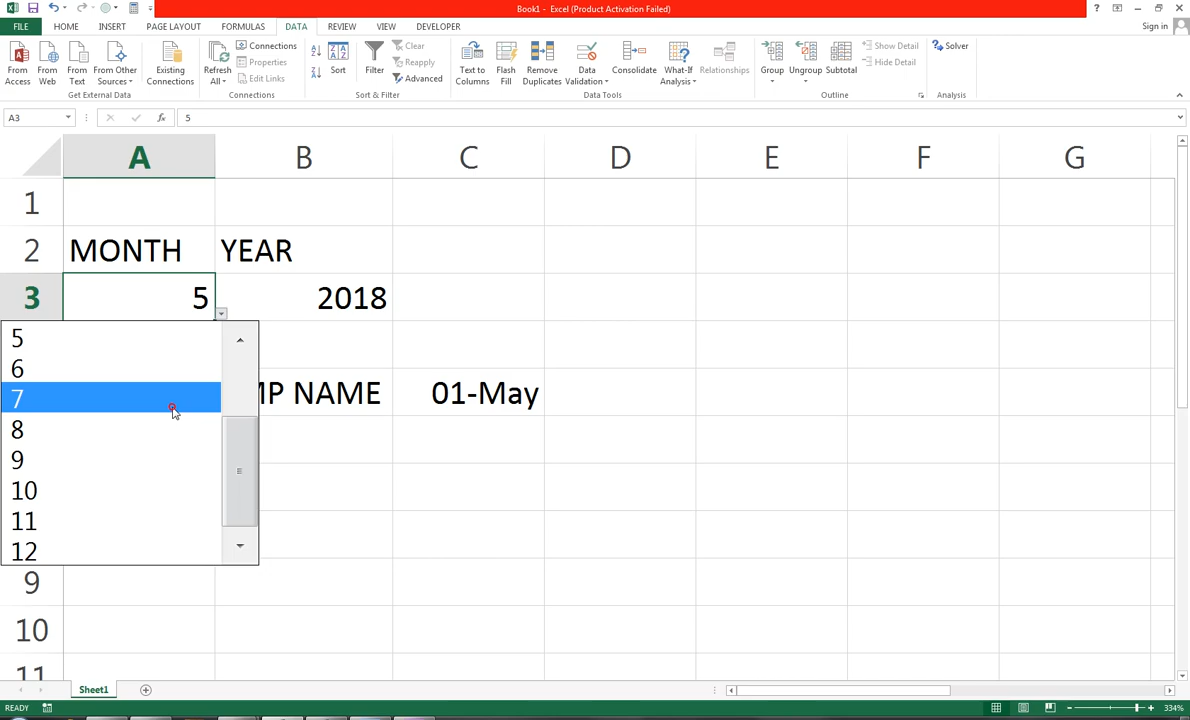 Book1 - Excel (Product Activation Failed)
?
FILE HOME INSERT PAGE LAYOUT FORMULAS DATA REVIEW VIEW DEVELOPER Sign in
From Access
From Web
From Text
From Other Sources
Existing Connections
Get External Data
Refresh All
Connections
Properties
Edit Links
Connections
Sort
Filter
Clear
Reapply
Advanced
Sort & Filter
Text to Columns
Flash Fill
Remove Duplicates
Data Validation
Consolidate
What-If Analysis
Relationships
Data Tools
Group
Ungroup
Subtotal
Show Detail
Hide Detail
Outline
Solver
Analysis
A3 fx 5
A B C D E F G
1
2 MONTH YEAR
3 5 2018
MP NAME 01-May
5
6
7
8
9
10
11
12
9
10
11
Sheet1
READY 334%